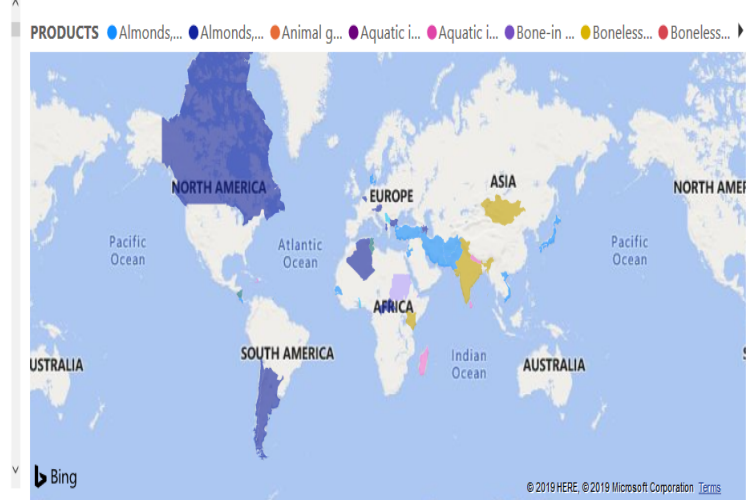 PRODUCTS Almonds,... Almonds,... Animal g... Aquatic i... Aquatic i... Bone-in ... Boneless... Boneless...
NORTH AMERICA
EUROPE
ASIA
NORTH AMER
Pacific
Ocean
Atlantic
Ocean
Pacific
Ocean
AFRICA
SOUTH AMERICA
Indian
Ocean
USTRALIA
AUSTRALIA
Bing
© 2019 HERE, © 2019 Microsoft Corporation Terms